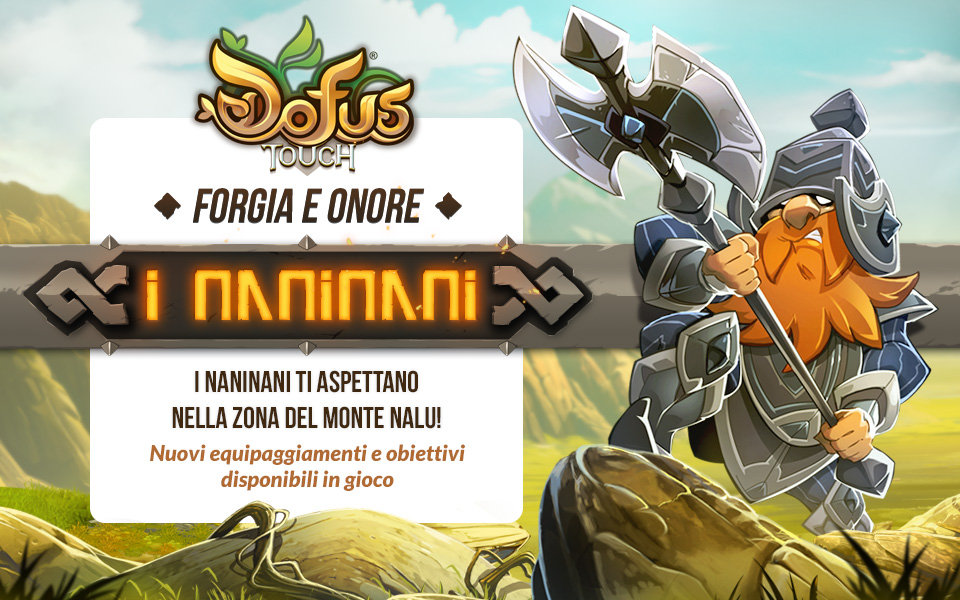 Dofus®
TOUCH
FORGIA E ONORE
I NANINANI
I NANINANI TI ASPETTANO
NELLA ZONA DEL MONTE NALU!
Nuovi equipaggiamenti e obiettivi
disponibili in gioco